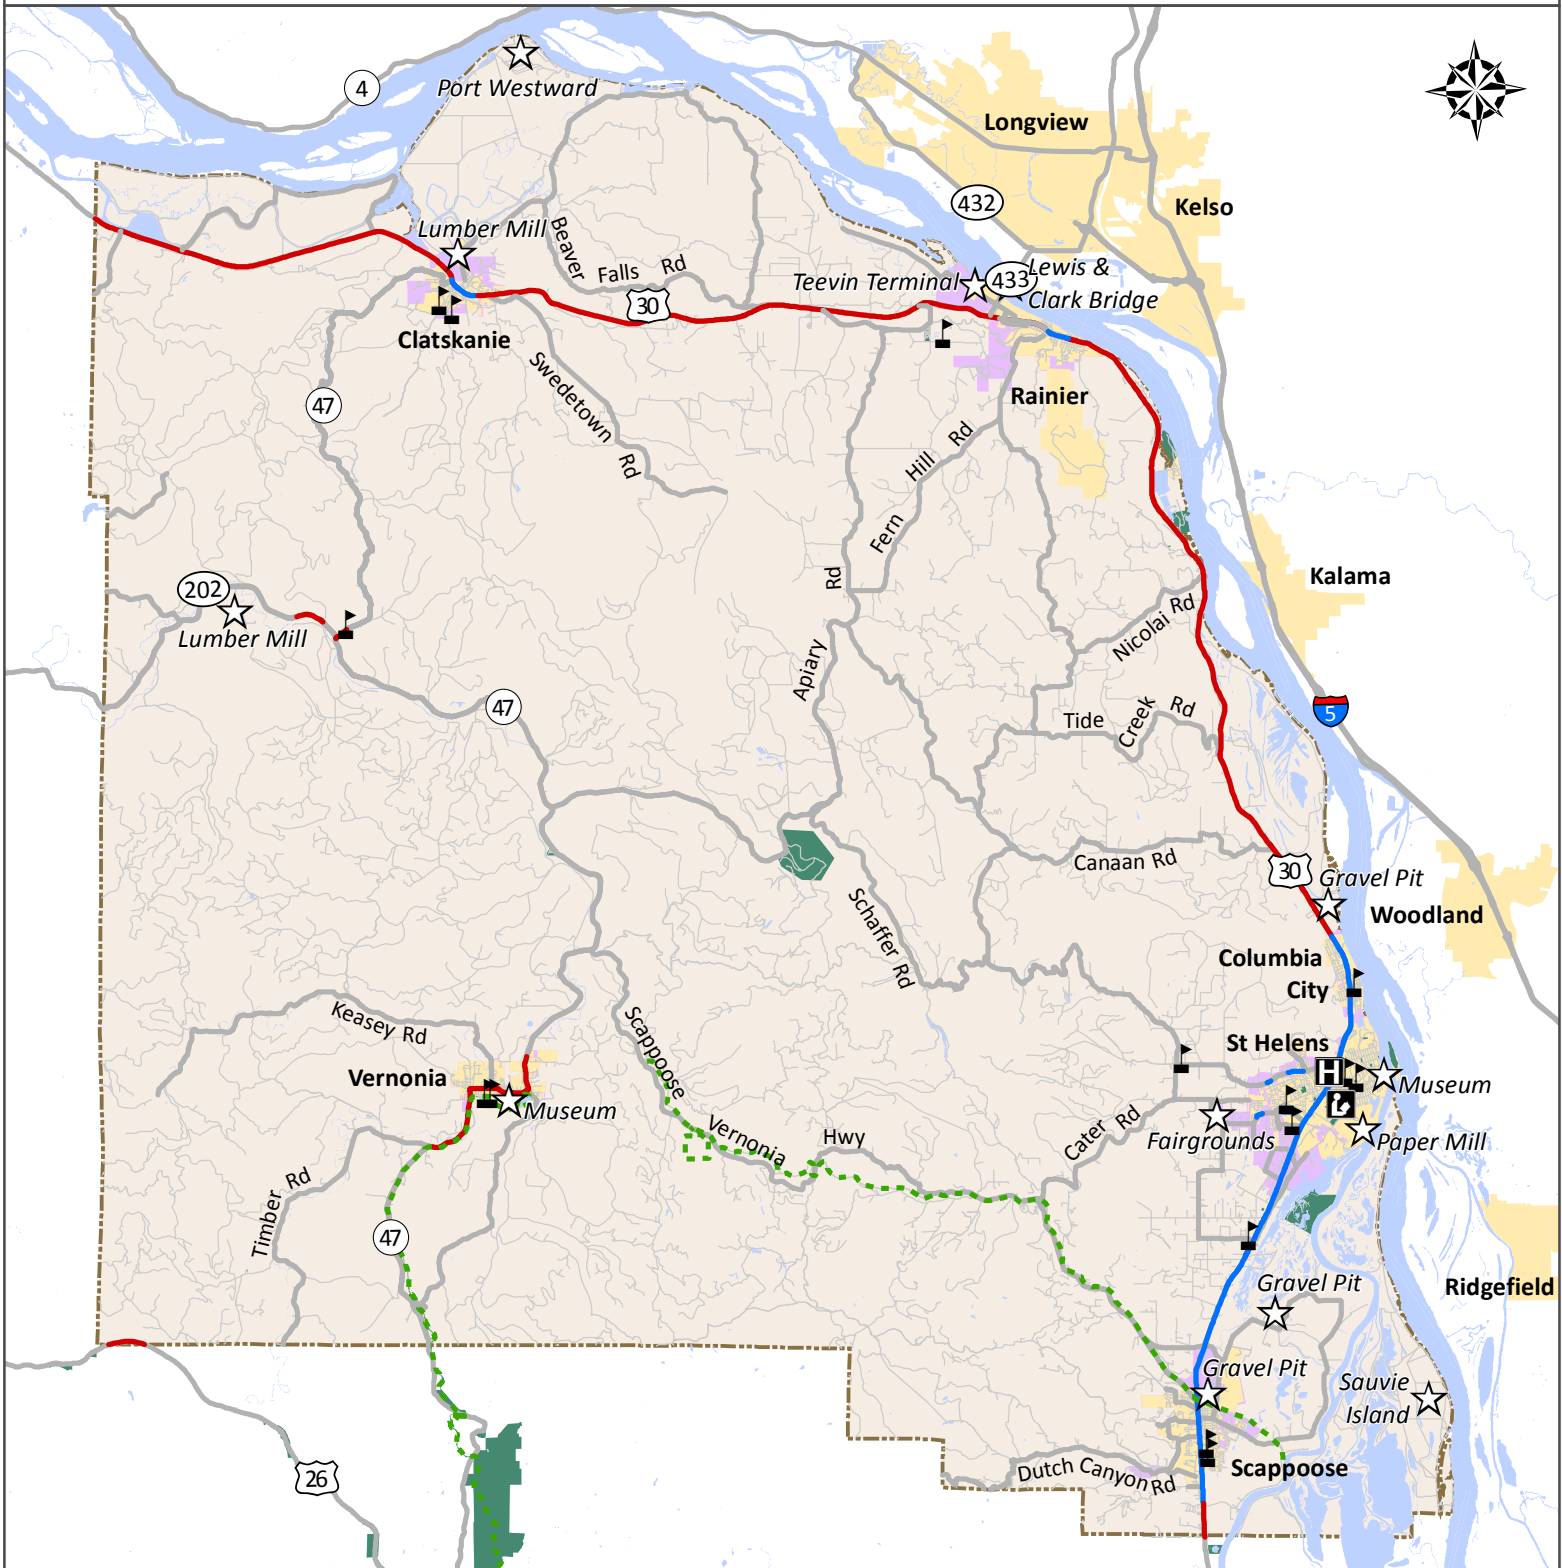 4
Port Westward
Longview
432
Kelso
Lumber Mill
Beaver
Falls Rd
30
Teevin Terminal
433
Lewis &
Clark Bridge
Clatskanie
Swedetown
Rd
47
Rainier
Fern
Hill
Rd
Kalama
202
Lumber Mill
Rd
Apiary
Nicolai Rd
47
Tide
Creek
Rd
5
Canaan Rd
30
Gravel Pit
Woodland
Schaffer Rd
Columbia
City
Keasey Rd
Scappoose
St Helens
H
Vernonia
Museum
Museum
Vernonia
Hwy
Cater Rd
Fairgrounds
Paper Mill
Timber Rd
47
Gravel Pit
Ridgefield
Gravel Pit
Sauvie
Island
26
Dutch Canyon Rd
Scappoose